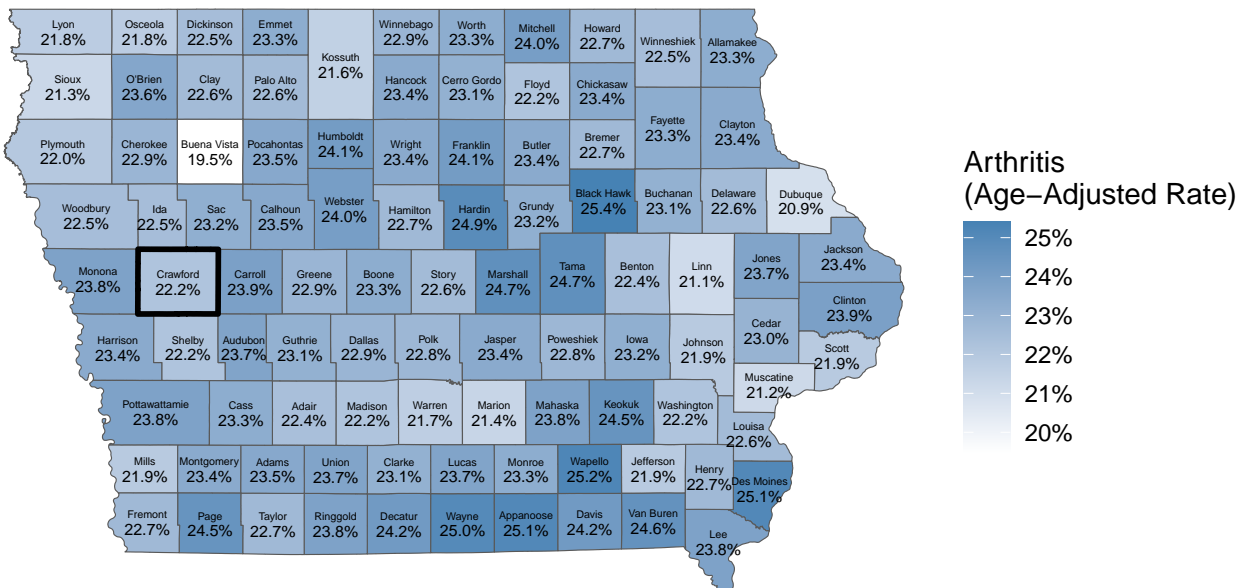 Lyon
21.8%
Osceola
21.8%
Dickinson
22.5%
Emmet
23.3%
Kossuth
21.6%
Winnebago
22.9%
Worth
23.3%
Mitchell
24.0%
Howard
22.7%
Winneshiek
22.5%
Allamakee
23.3%
Sioux
21.3%
O'Brien
23.6%
Clay
22.6%
Palo Alto
22.6%
Hancock
23.4%
Cerro Gordo
23.1%
Floyd
22.2%
Chickasaw
23.4%
Fayette
23.3%
Clayton
23.4%
Plymouth
22.0%
Cherokee
22.9%
Buena Vista
19.5%
Pocahontas
23.5%
Humboldt
24.1%
Wright
23.4%
Franklin
24.1%
Butler
23.4%
Bremer
22.7%
Woodbury
22.5%
Ida
22.5%
Sac
23.2%
Calhoun
23.5%
Webster
24.0%
Hamilton
22.7%
Hardin
24.9%
Grundy
23.2%
Black Hawk
25.4%
Buchanan
23.1%
Delaware
22.6%
Dubuque
20.9%
Monona
23.8%
Crawford
22.2%
Carroll
23.9%
Greene
22.9%
Boone
23.3%
Story
22.6%
Marshall
24.7%
Tama
24.7%
Benton
22.4%
Linn
21.1%
Jones
23.7%
Jackson
23.4%
Clinton
23.9%
Harrison
23.4%
Shelby
22.2%
Audubon
23.7%
Guthrie
23.1%
Dallas
22.9%
Polk
22.8%
Jasper
23.4%
Poweshiek
22.8%
Iowa
23.2%
Johnson
21.9%
Cedar
23.0%
Scott
21.9%
Muscatine
21.2%
Pottawattamie
23.8%
Cass
23.3%
Adair
22.4%
Madison
22.2%
Warren
21.7%
Marion
21.4%
Mahaska
23.8%
Keokuk
24.5%
Washington
22.2%
Louisa
22.6%
Mills
21.9%
Montgomery
23.4%
Adams
23.5%
Union
23.7%
Clarke
23.1%
Lucas
23.7%
Monroe
23.3%
Wapello
25.2%
Jefferson
21.9%
Henry
22.7%
Des Moines
25.1%
Fremont
22.7%
Page
24.5%
Taylor
22.7%
Ringgold
23.8%
Decatur
24.2%
Wayne
25.0%
Appanoose
25.1%
Davis
24.2%
Van Buren
24.6%
Lee
23.8%
Arthritis
(Age−Adjusted Rate)
25%
24%
23%
22%
21%
20%